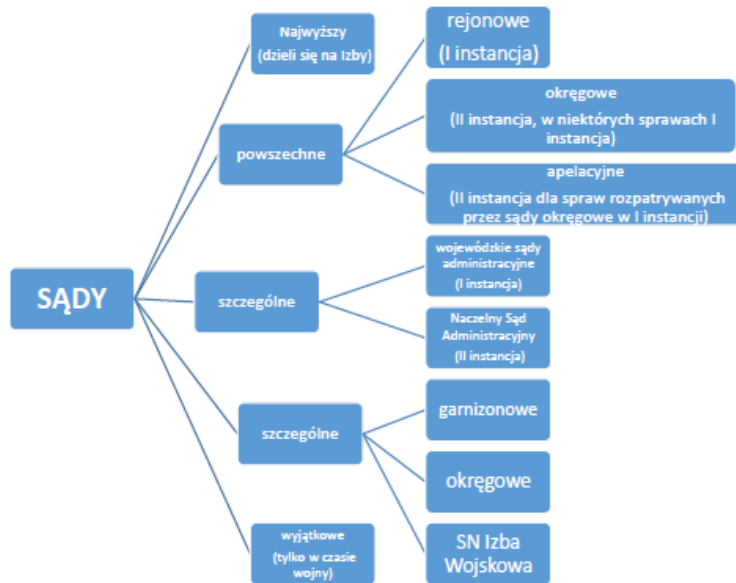 SĄDY
Najwyższy
(dzieli się na Izby)
powszechne
rejonowe
(I instancja)
okręgowe
(II instancja, w niektórych sprawach I
instancja)
apelacyjne
(II instancja dla spraw rozpatrywanych
przez sądy okręgowe w I instancji)
szczególne
wojewódzkie sądy
administracyjne
(I instancja)
Naczelny Sąd
Administracyjny
(II instancja)
szczególne
garnizonowe
okręgowe
SN Izba
Wojskowa
wyjątkowe
(tylko w czasie
wojny)